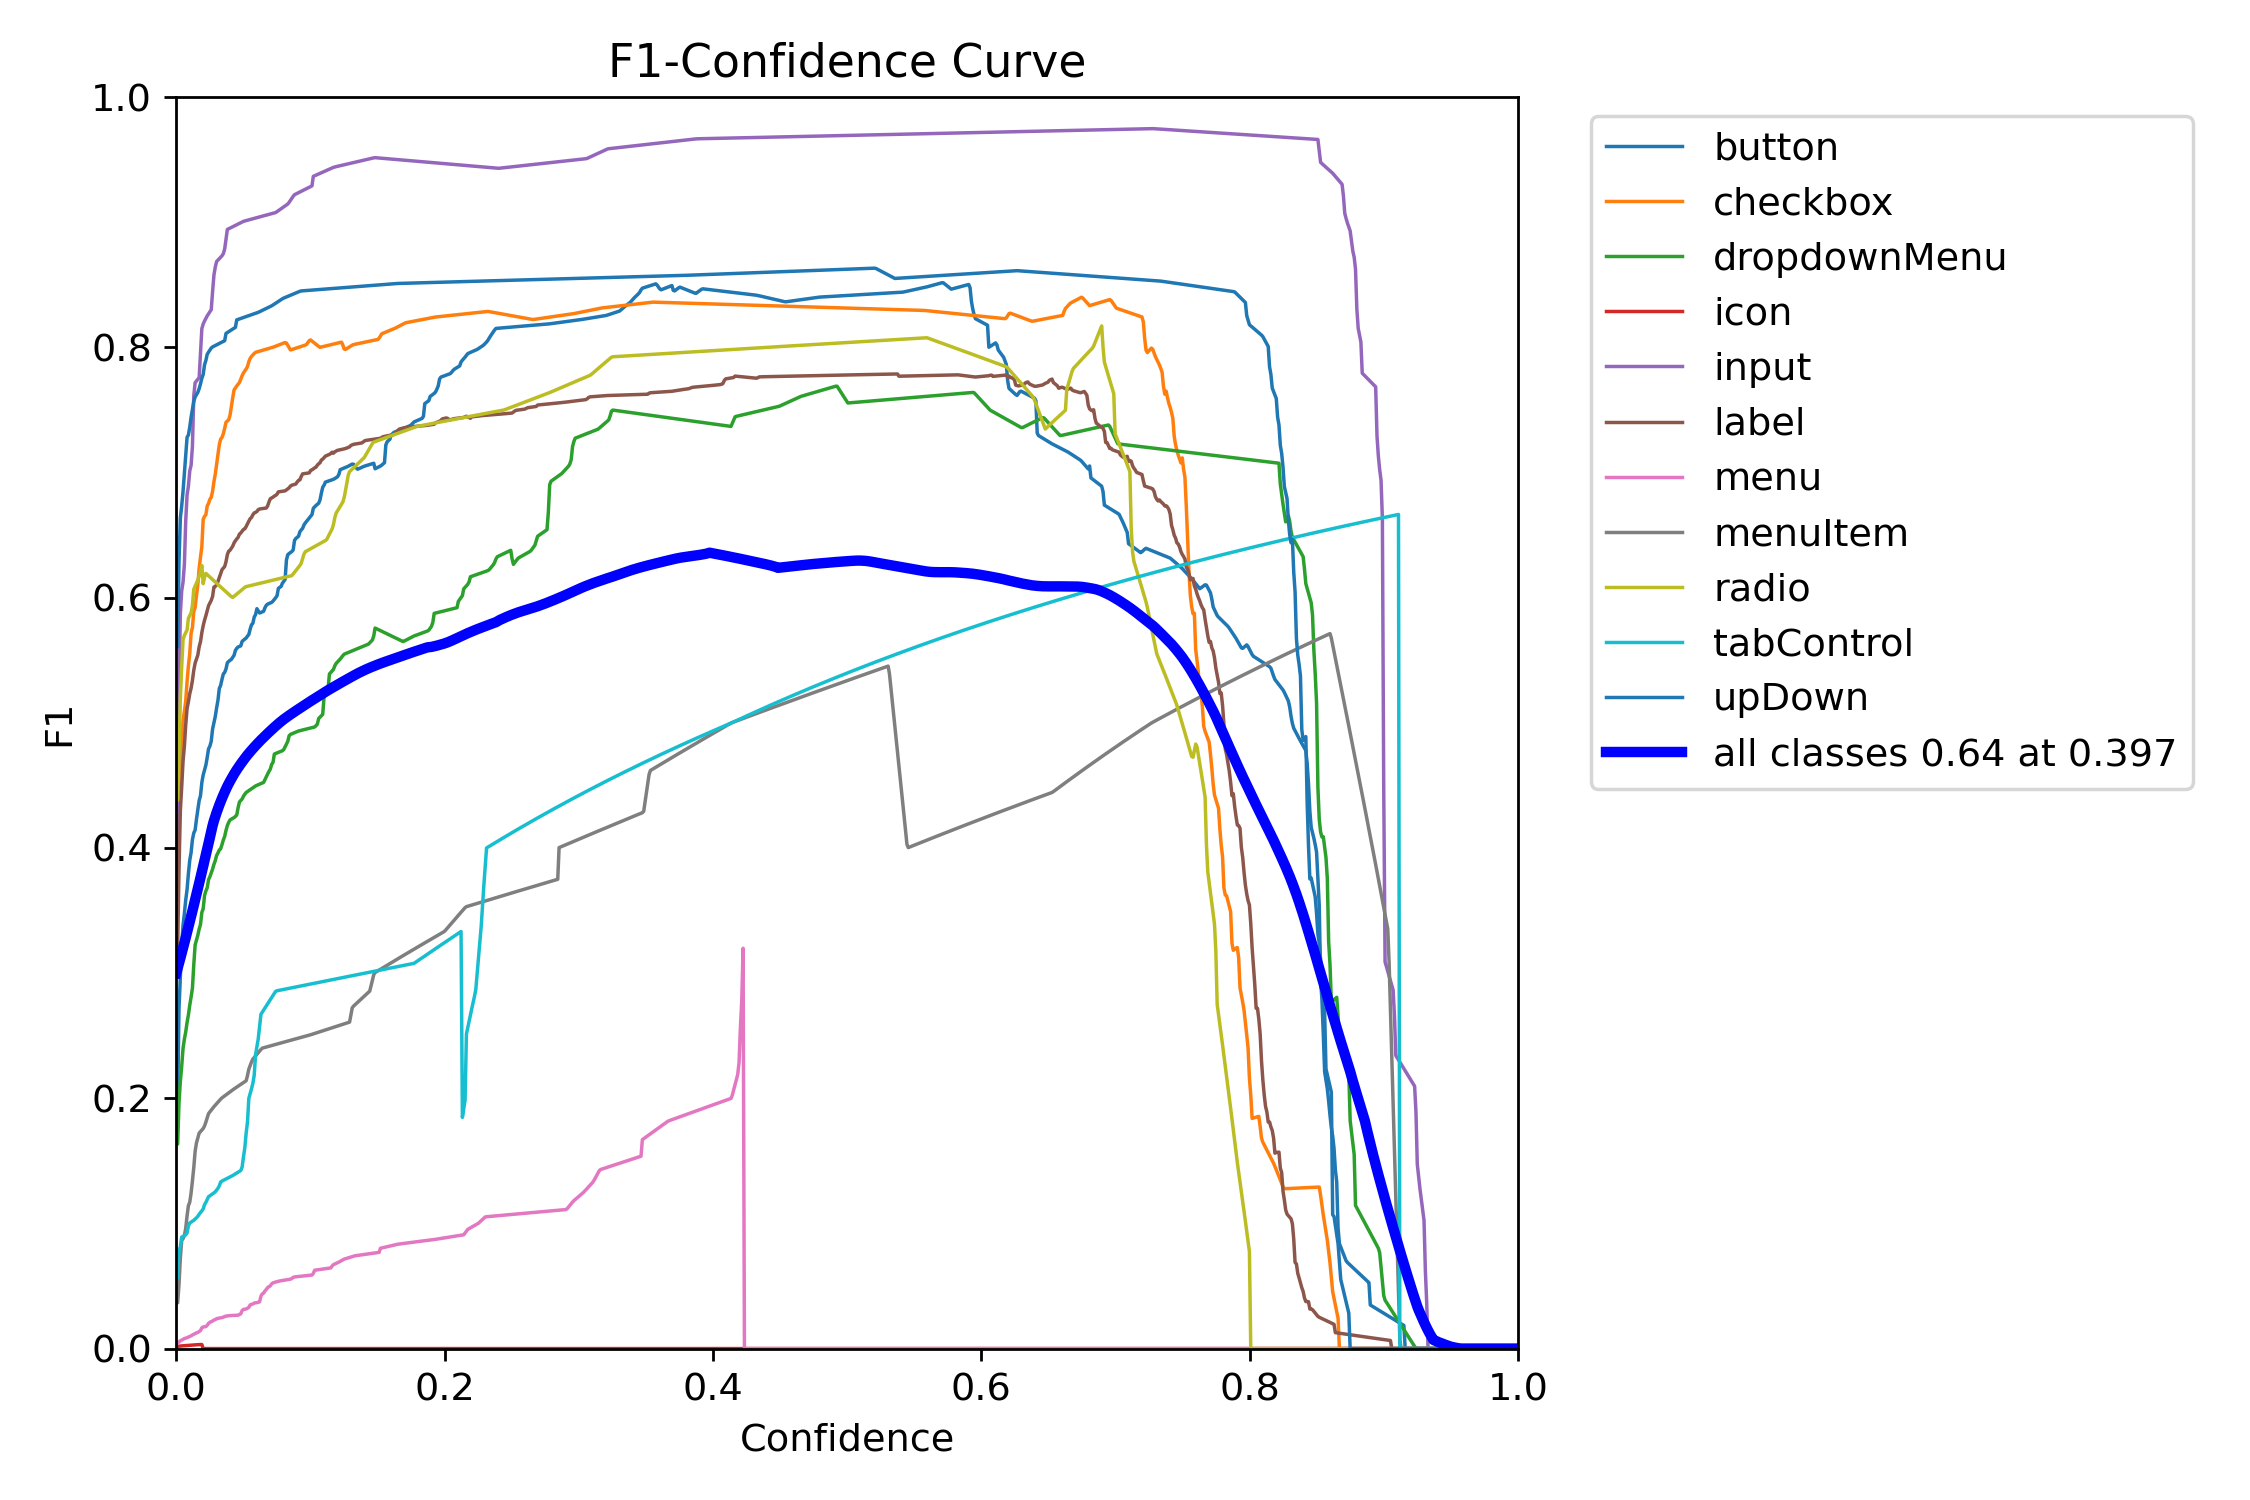 F1-Confidence Curve
1.0
0.8
0.6
0.4
0.2
0.0
F1
0.0 0.2 0.4 0.6 0.8 1.0
Confidence
button
checkbox
dropdownMenu
icon
input
label
menu
menuItem
radio
tabControl
upDown
all classes 0.64 at 0.397